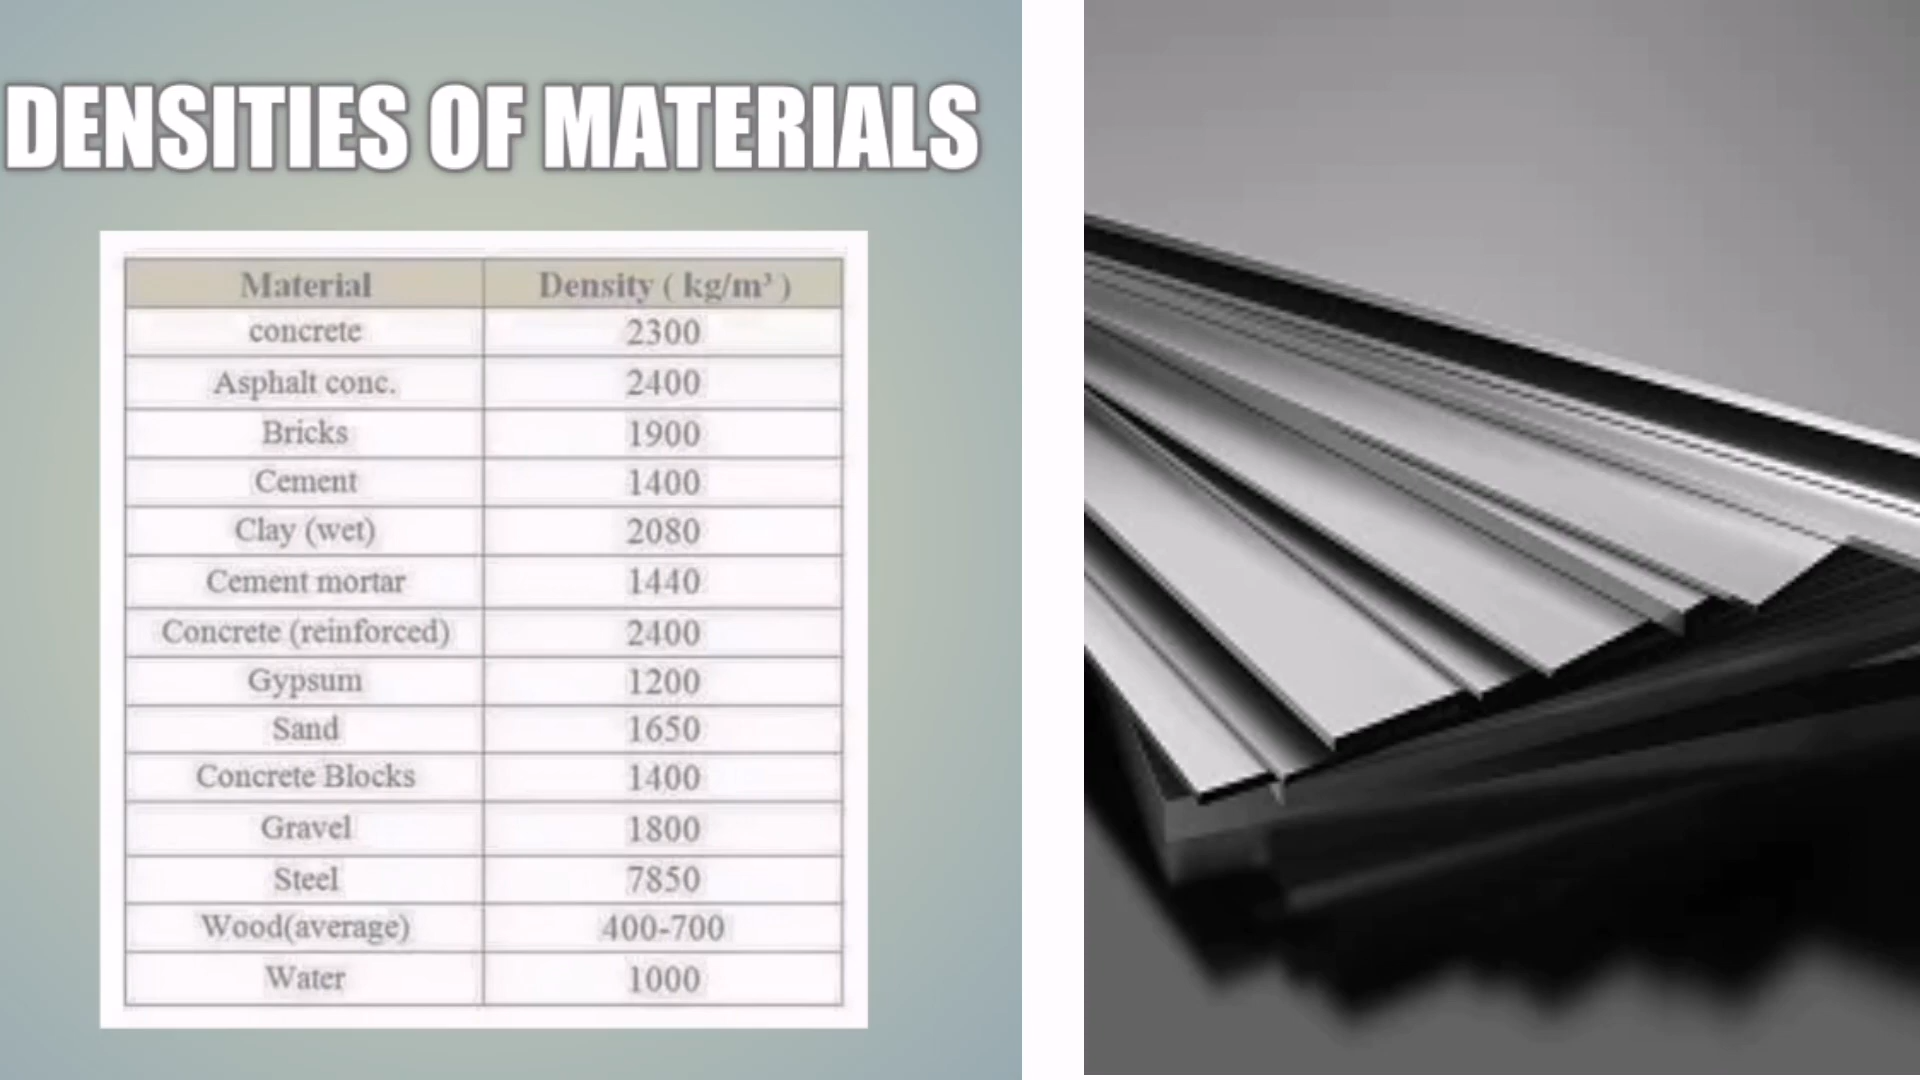 DENSITIES OF MATERIALS
Material Density ( kg/m³ )
concrete 2300
Asphalt conc. 2400
Bricks 1900
Cement 1400
Clay (wet) 2080
Cement mortar 1440
Concrete (reinforced) 2400
Gypsum 1200
Sand 1650
Concrete Blocks 1400
Gravel 1800
Steel 7850
Wood(average) 400-700
Water 1000